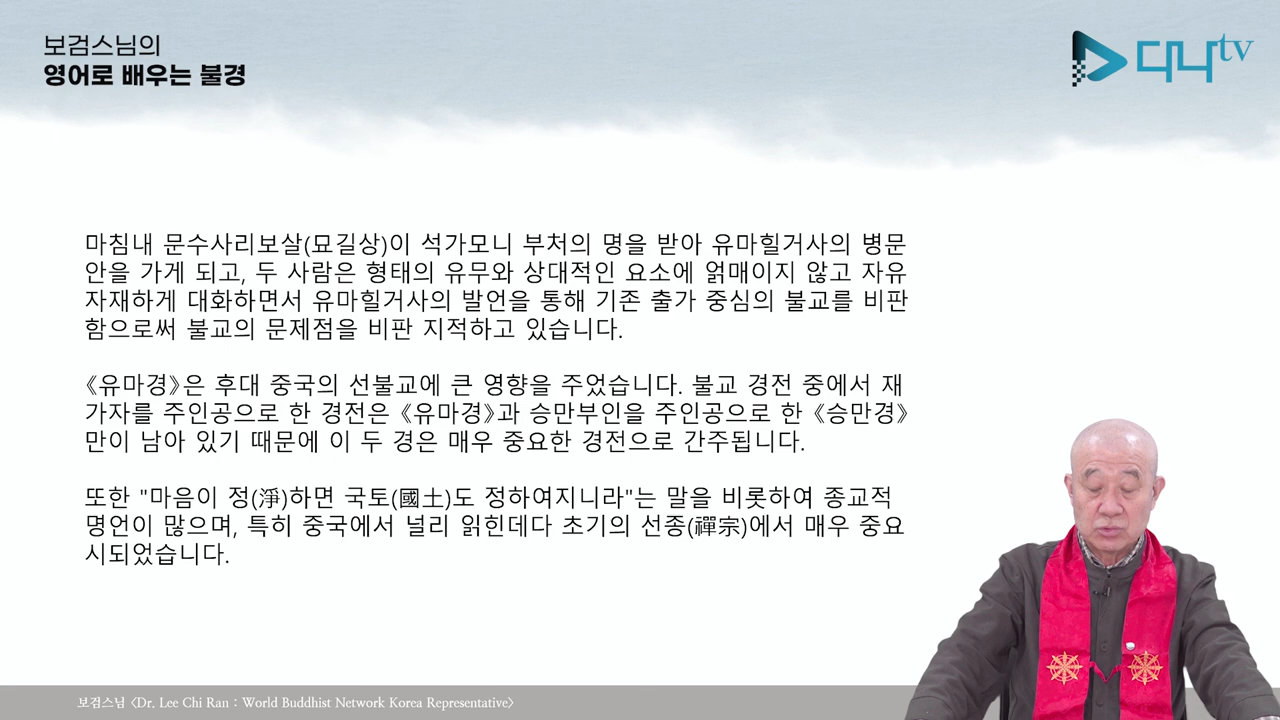 보검스님의
영어로 배우는 불경
디나tv
마침내 문수사리보살(묘길상)이 석가모니 부처의 명을 받아 유마힐거사의 병문
안을 가게 되고, 두 사람은 형태의 유무와 상대적인 요소에 얽매이지 않고 자유
자재하게 대화하면서 유마힐거사의 발언을 통해 기존 출가 중심의 불교를 비판
함으로써 불교의 문제점을 비판 지적하고 있습니다.
《유마경》은 후대 중국의 선불교에 큰 영향을 주었습니다. 불교 경전 중에서 재
가자를 주인공으로 한 경전은 《유마경》과 승만부인을 주인공으로 한 《승만경》
만이 남아 있기 때문에 이 두 경은 매우 중요한 경전으로 간주됩니다.
또한 "마음이 정(淨)하면 국토(國土)도 정하여지니라"는 말을 비롯하여 종교적
명언이 많으며, 특히 중국에서 널리 읽힌데다 초기의 선종(禪宗)에서 매우 중요
시되었습니다.
보검스님 <Dr. Lee Chi Ran : World Buddhist Network Korea Representative>